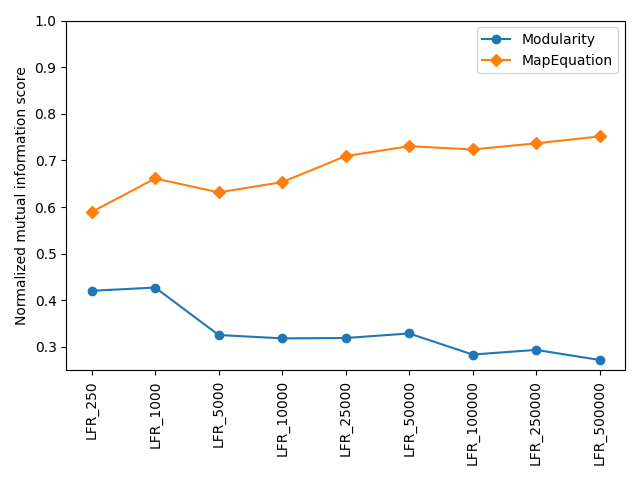 Normalized mutual information score
1.0
0.9
0.8
0.7
0.6
0.5
0.4
0.3
Modularity
MapEquation
LFR_250
LFR_1000
LFR_5000
LFR_10000
LFR_25000
LFR_50000
LFR_100000
LFR_250000
LFR_500000